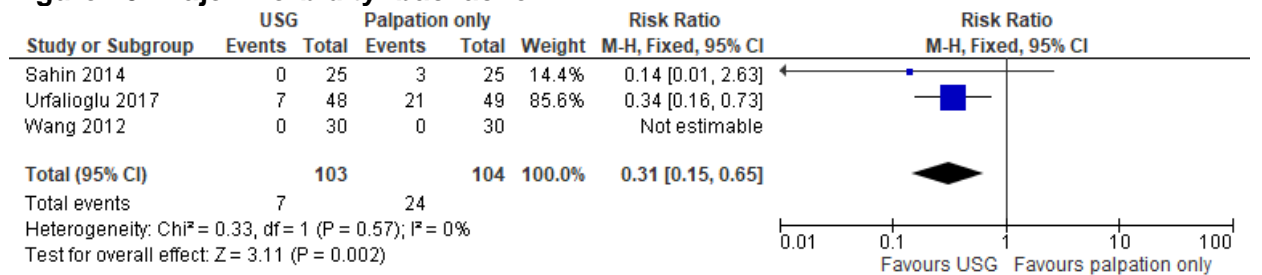 USG Palpation only Risk Ratio Risk Ratio
Study or Subgroup Events Total Events Total Weight M-H, Fixed, 95% CI M-H, Fixed, 95% CI
Sahin 2014 0 25 3 25 14.4% 0.14 [0.01, 2.63]
Urfalioglu 2017 7 48 21 49 85.6% 0.34 [0.16, 0.73]
Wang 2012 0 30 0 30 Not estimable
Total (95% CI) 103 104 100.0% 0.31 [0.15, 0.65]
Total events 7 24
Heterogeneity: Chi² = 0.33, df = 1 (P = 0.57); I² = 0%
Test for overall effect: Z = 3.11 (P = 0.002)
0.01 0.1 1 10 100
Favours USG Favours palpation only